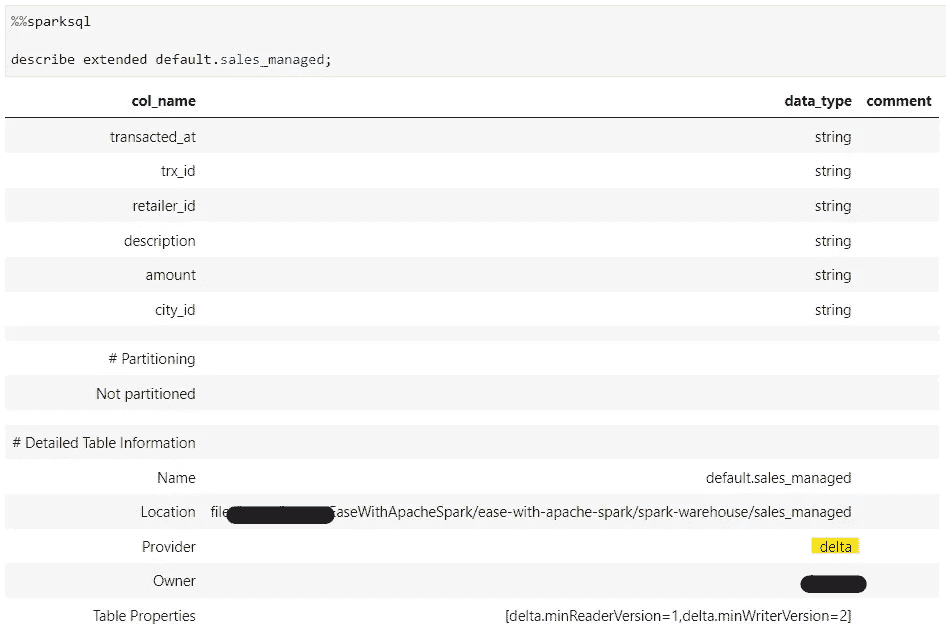 %%sparksql
describe extended default.sales_managed;
col_name data_type comment
transacted_at string
trx_id string
retailer_id string
description string
amount string
city_id string
# Partitioning
Not partitioned
# Detailed Table Information
Name default.sales_managed
Location file EaseWithApacheSpark/ease-with-apache-spark/spark-warehouse/sales_managed
Provider delta
Owner
Table Properties [delta.minReaderVersion=1,delta.minWriterVersion=2]